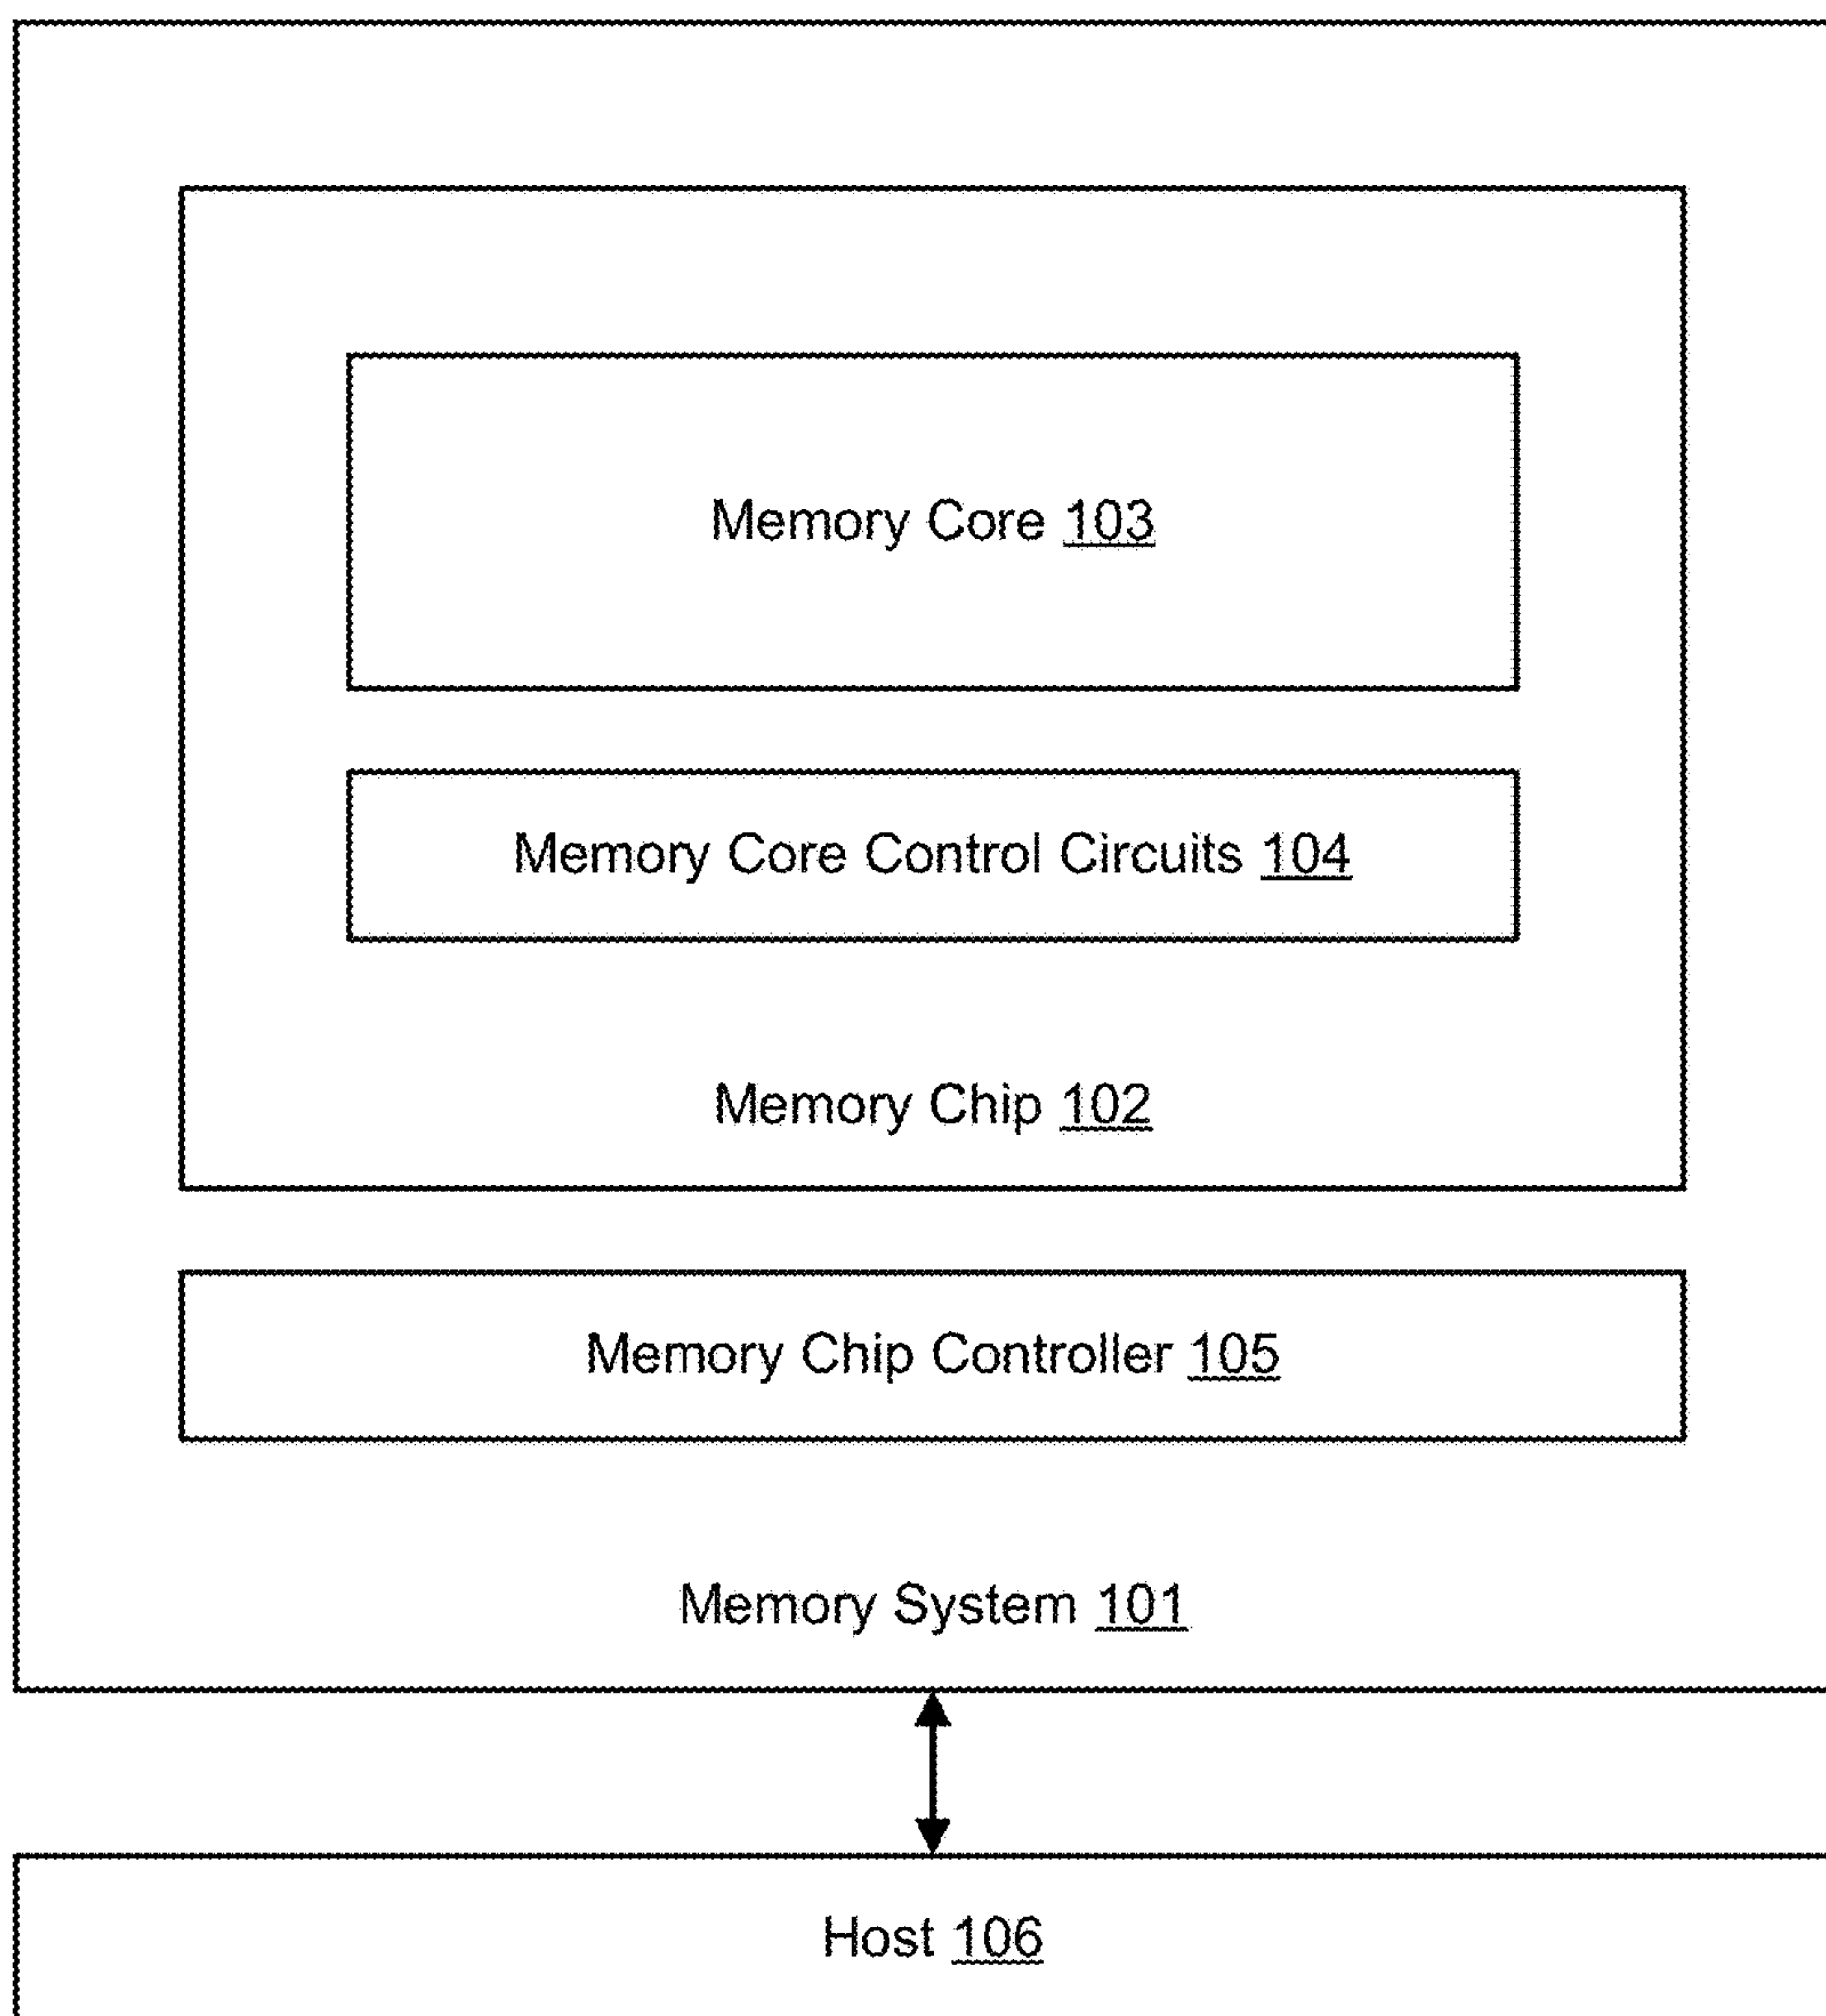 Memory Core 103
Memory Core Control Circuits 104
Memory Chip 102
Memory Chip Controller 105
Memory System 101
Host 106